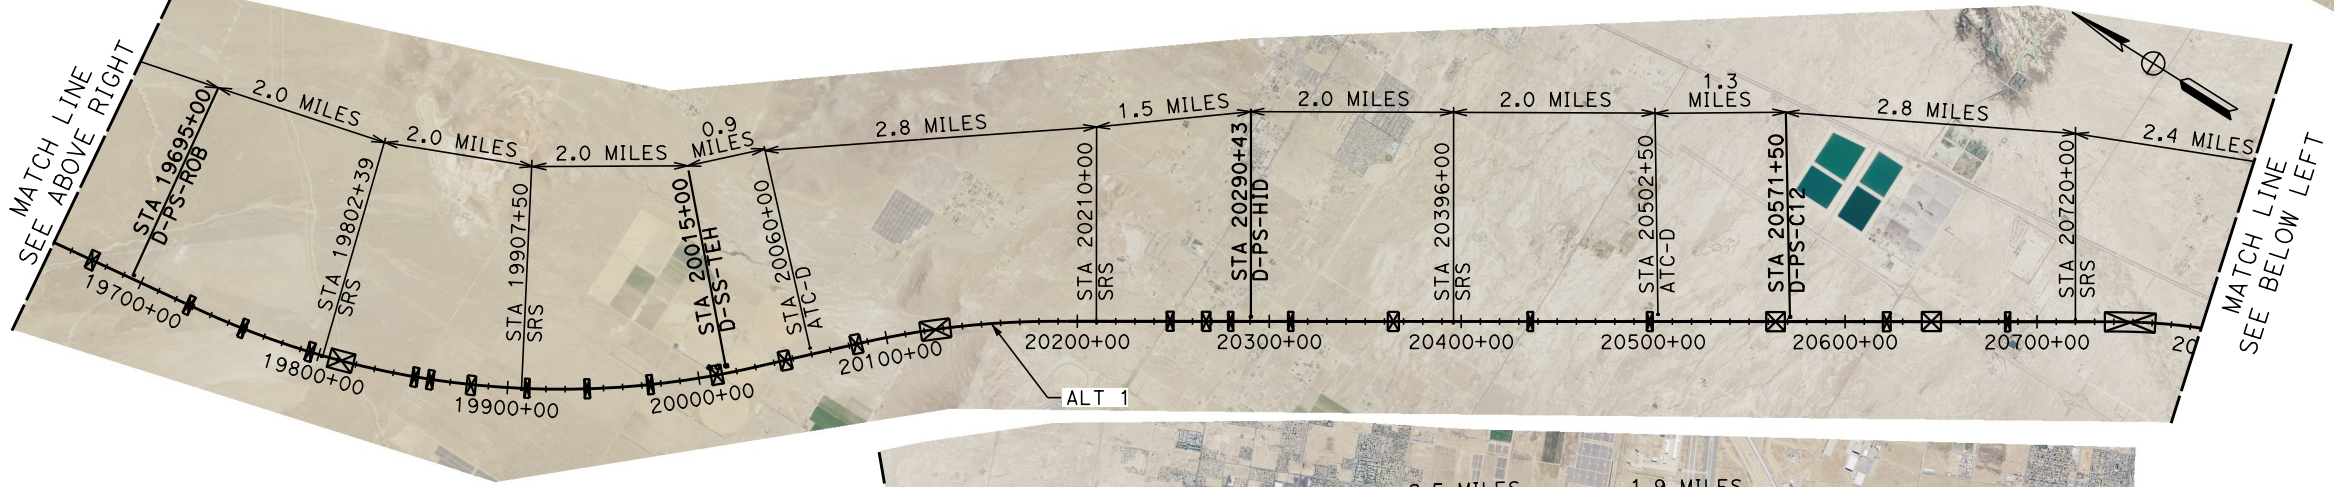 MATCH LINE
SEE ABOVE RIGHT
2.0 MILES
2.0 MILES
2.0 MILES
0.9
MILES
2.8 MILES
1.5 MILES
2.0 MILES
2.0 MILES
1.3
MILES
2.8 MILES
2.4 MILES
STA 19695+00
D-PS-ROB
STA 19802+39
SRS
STA 19907+50
SRS
STA 20015+00
D-SS-TEH
STA 20060+00
ATC-D
STA 20210+00
SRS
STA 20290+43
D-PS-HID
STA 20396+00
SRS
STA 20502+50
ATC-D
STA 20571+50
D-PS-C12
STA 20720+00
SRS
19700+00
19800+00
19900+00
20000+00
20100+00
20200+00
20300+00
20400+00
20500+00
20600+00
20700+00
20
ALT 1
MATCH LINE
SEE BELOW LEFT
1.9 MILES